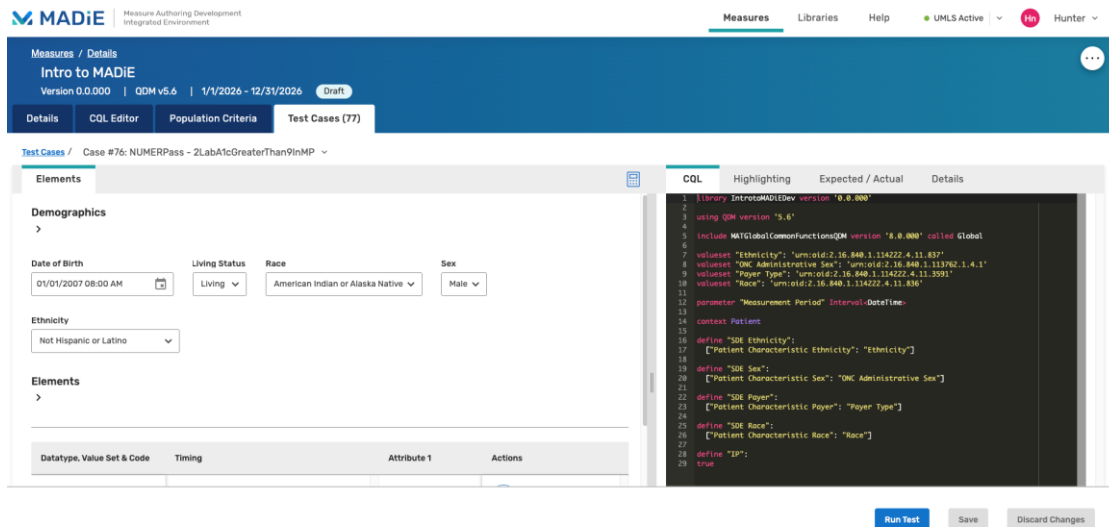 MADiE
Measure Authoring Development
Integrated Environment
Measures Libraries Help UMLS Active Hn Hunter
Measures / Details
Intro to MADiE
Version 0.0.000 | QDM v5.6 | 1/1/2026 - 12/31/2026 Draft
Details CQL Editor Population Criteria Test Cases (77)
Test Cases / Case #76: NUMERPass - 2LabA1cGreaterThan9InMP
Elements
Demographics
Date of Birth Living Status Race Sex
01/01/2007 08:00 AM Living American Indian or Alaska Native Male
Ethnicity
Not Hispanic or Latino
Elements
Datatype, Value Set & Code Timing Attribute 1 Actions
CQL Highlighting Expected / Actual Details
1 library IntrotoMADiEDev version '0.0.000'
2
3 using QDM version '5.6'
4
5 include MATGlobalCommonFunctionsQDM version '8.0.000' called Global
6
7 valueset "Ethnicity": 'urn:oid:2.16.840.1.114222.4.11.837'
8 valueset "ONC Administrative Sex": 'urn:oid:2.16.840.1.113762.1.4.1'
9 valueset "Payer Type": 'urn:oid:2.16.840.1.114222.4.11.3591'
10 valueset "Race": 'urn:oid:2.16.840.1.114222.4.11.836'
11
12 parameter "Measurement Period" Interval<DateTime>
13
14 context Patient
15
16 define "SDE Ethnicity":
17 ["Patient Characteristic Ethnicity": "Ethnicity"]
18
19 define "SDE Sex":
20 ["Patient Characteristic Sex": "ONC Administrative Sex"]
21
22 define "SDE Payer":
23 ["Patient Characteristic Payer": "Payer Type"]
24
25 define "SDE Race":
26 ["Patient Characteristic Race": "Race"]
27
28 define "IP":
29 true
Run Test Save Discard Changes